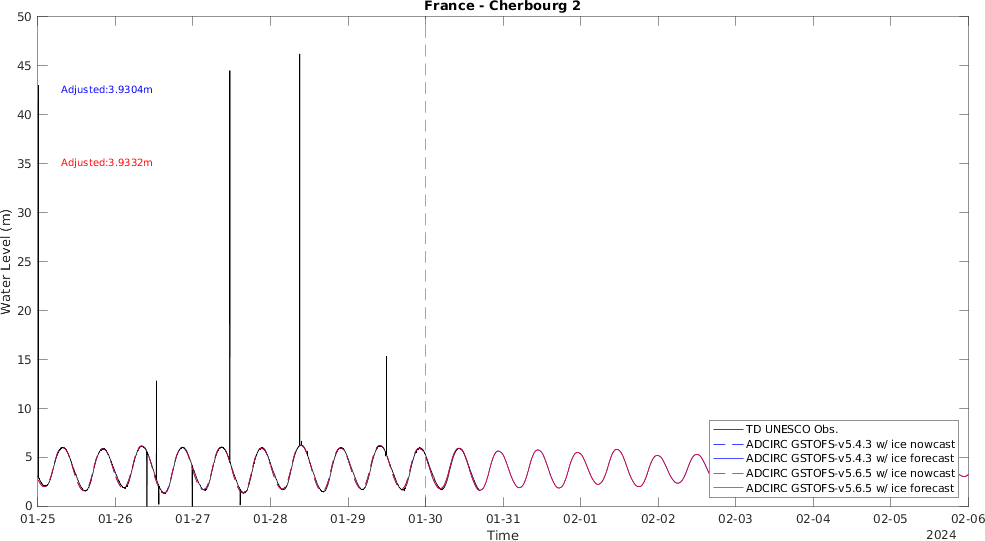 France - Cherbourg 2
Water Level (m)
50
45
40
35
30
25
20
15
10
5
0
Adjusted:3.9304m
Adjusted:3.9332m
TD UNESCO Obs.
ADCIRC GSTOFS-v5.4.3 w/ ice nowcast
ADCIRC GSTOFS-v5.4.3 w/ ice forecast
ADCIRC GSTOFS-v5.6.5 w/ ice nowcast
ADCIRC GSTOFS-v5.6.5 w/ ice forecast
01-25 01-26 01-27 01-28 01-29 01-30 01-31 02-01 02-02 02-03 02-04 02-05 02-06
Time
2024